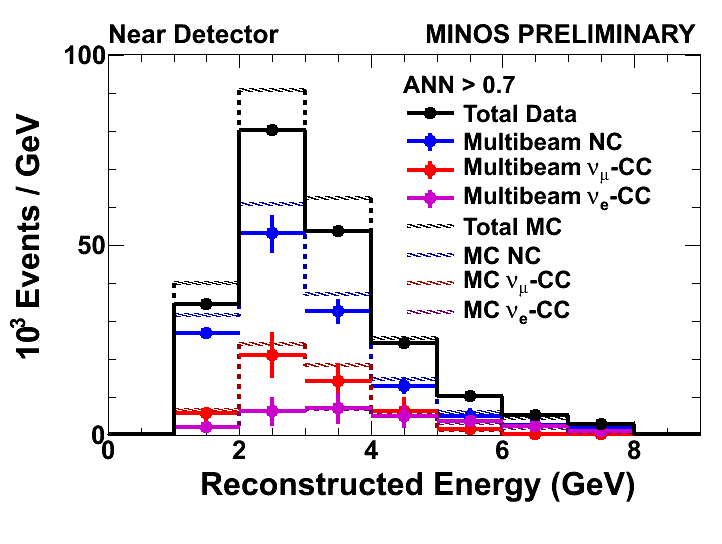 Near Detector MINOS PRELIMINARY
100
ANN > 0.7
Total Data
Multibeam NC
Multibeam νμ-CC
Multibeam νe-CC
Total MC
MC NC
MC νμ-CC
MC νe-CC
50
0
10³ Events / GeV
0 2 4 6 8
Reconstructed Energy (GeV)